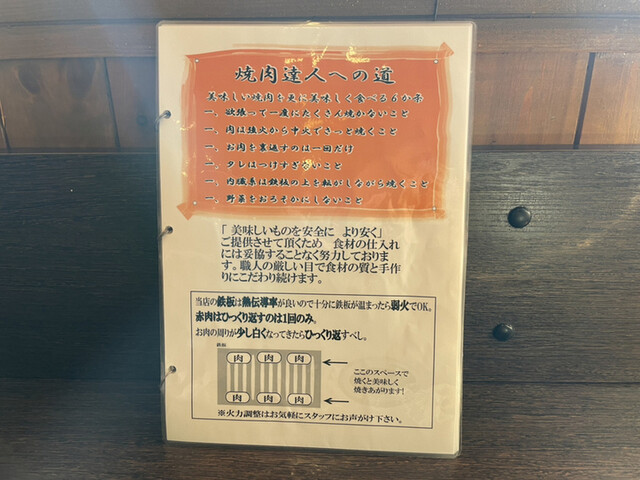 焼肉達人への道
美味しい焼肉を更に美味しく食べる6か条
一、欲張って一度にたくさん焼かないこと
一、肉は強火から中火でさっと焼くこと
一、お肉を裏返すのは一回だけ
一、タレはつけすぎないこと
一、内臓系は鉄板の上を転がしながら焼くこと
一、野菜をおろそかにしないこと
「美味しいものを安全に より安く」
ご提供させて頂くため 食材の仕入れ
には妥協することなく努力しておりま
す。職人の厳しい目で食材の質と手作
りにこだわり続けます。
当店の鉄板は熱伝導率が良いので十分に鉄板が温まったら弱火でOK。
赤肉はひっくり返すのは1回のみ。
お肉の周りが少し白くなってきたらひっくり返すべし。
鉄板
肉 肉 肉
ここのスペースで
焼くと美味しく
焼きあがります!
肉 肉 肉
※火力調整はお気軽にスタッフにお声がけ下さい。